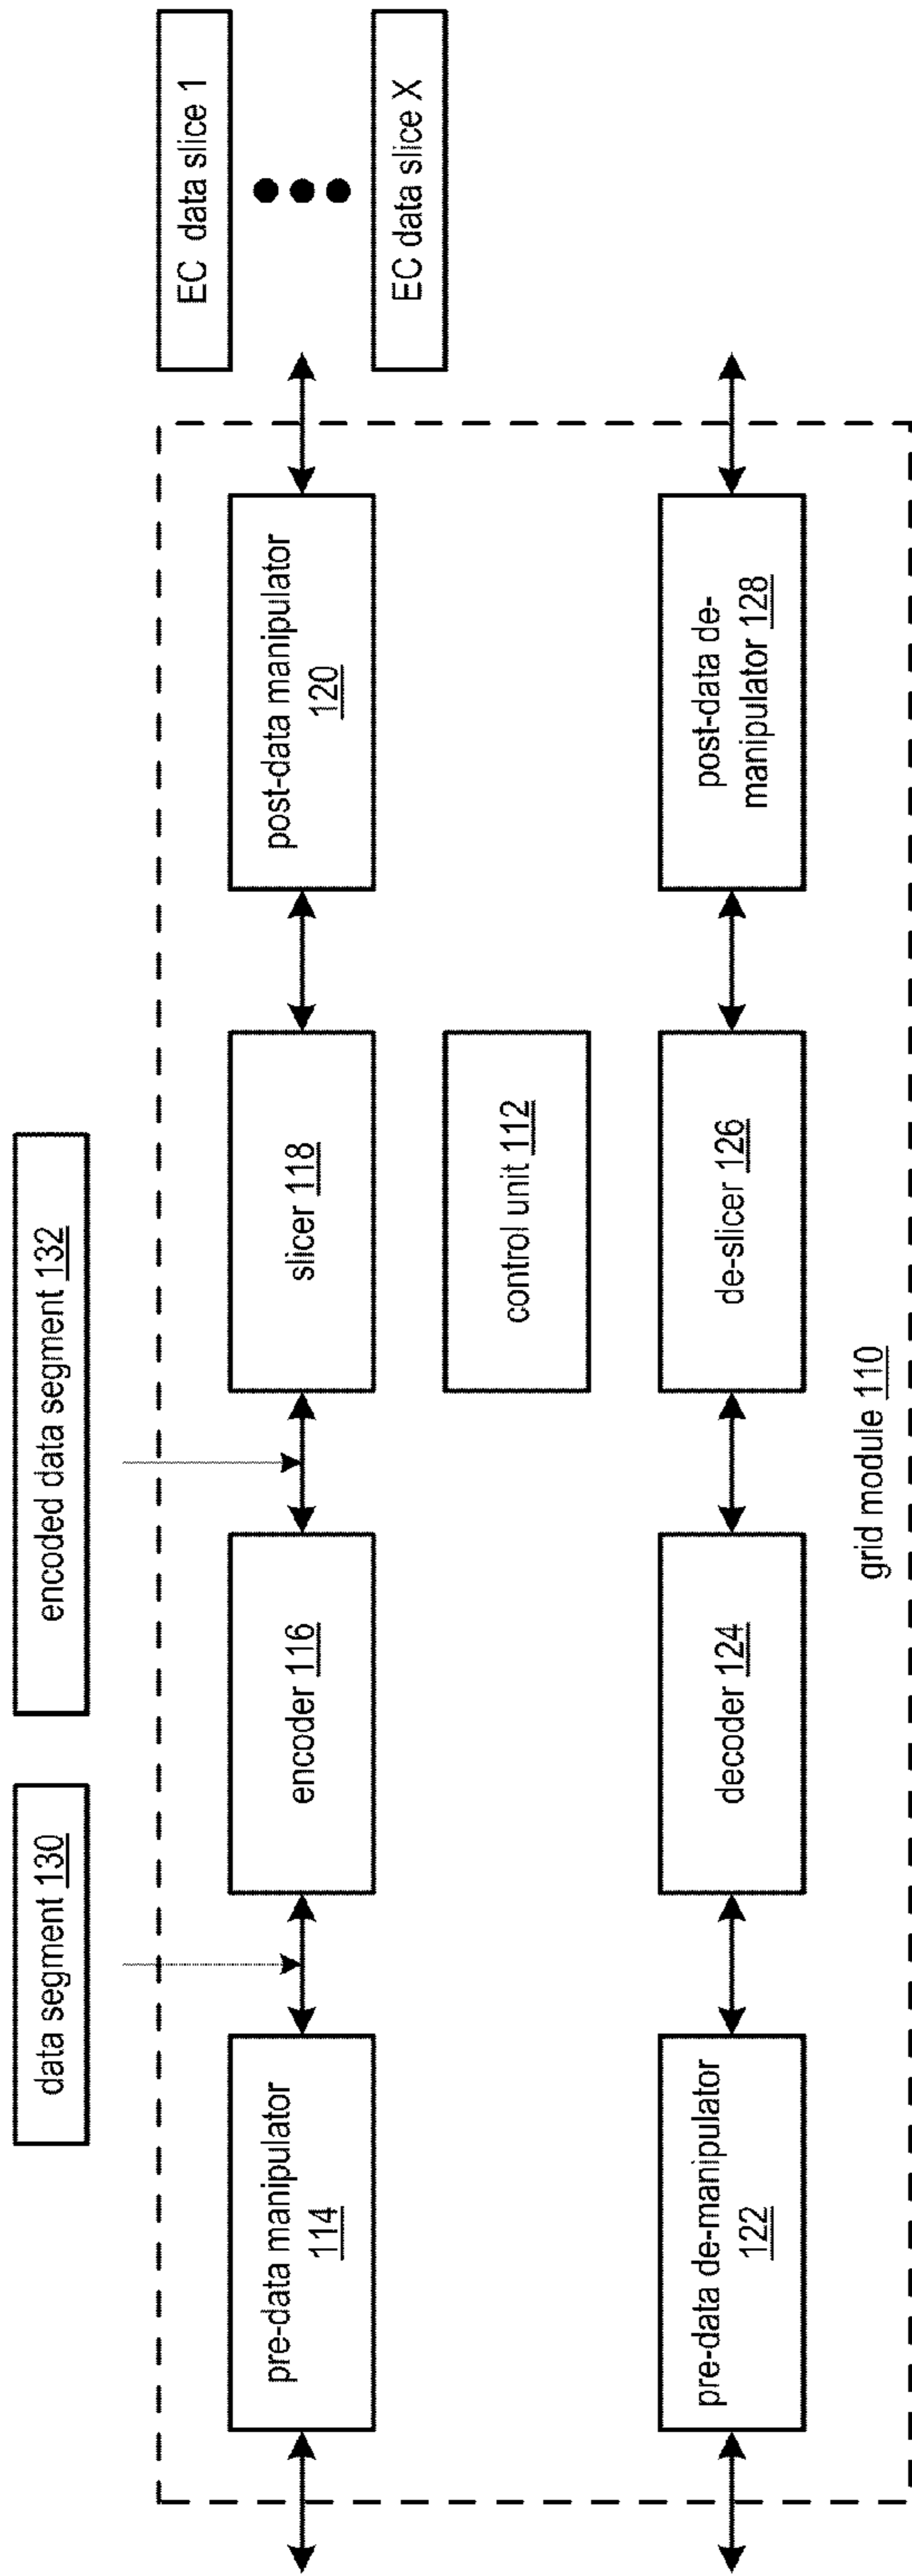 data segment 130
encoded data segment 132
pre-data manipulator
114
encoder 116
slicer 118
post-data manipulator
120
EC  data slice 1
EC data slice X
control unit 112
pre-data de-manipulator
122
decoder 124
de-slicer 126
post-data de-
manipulator 128
grid module 110